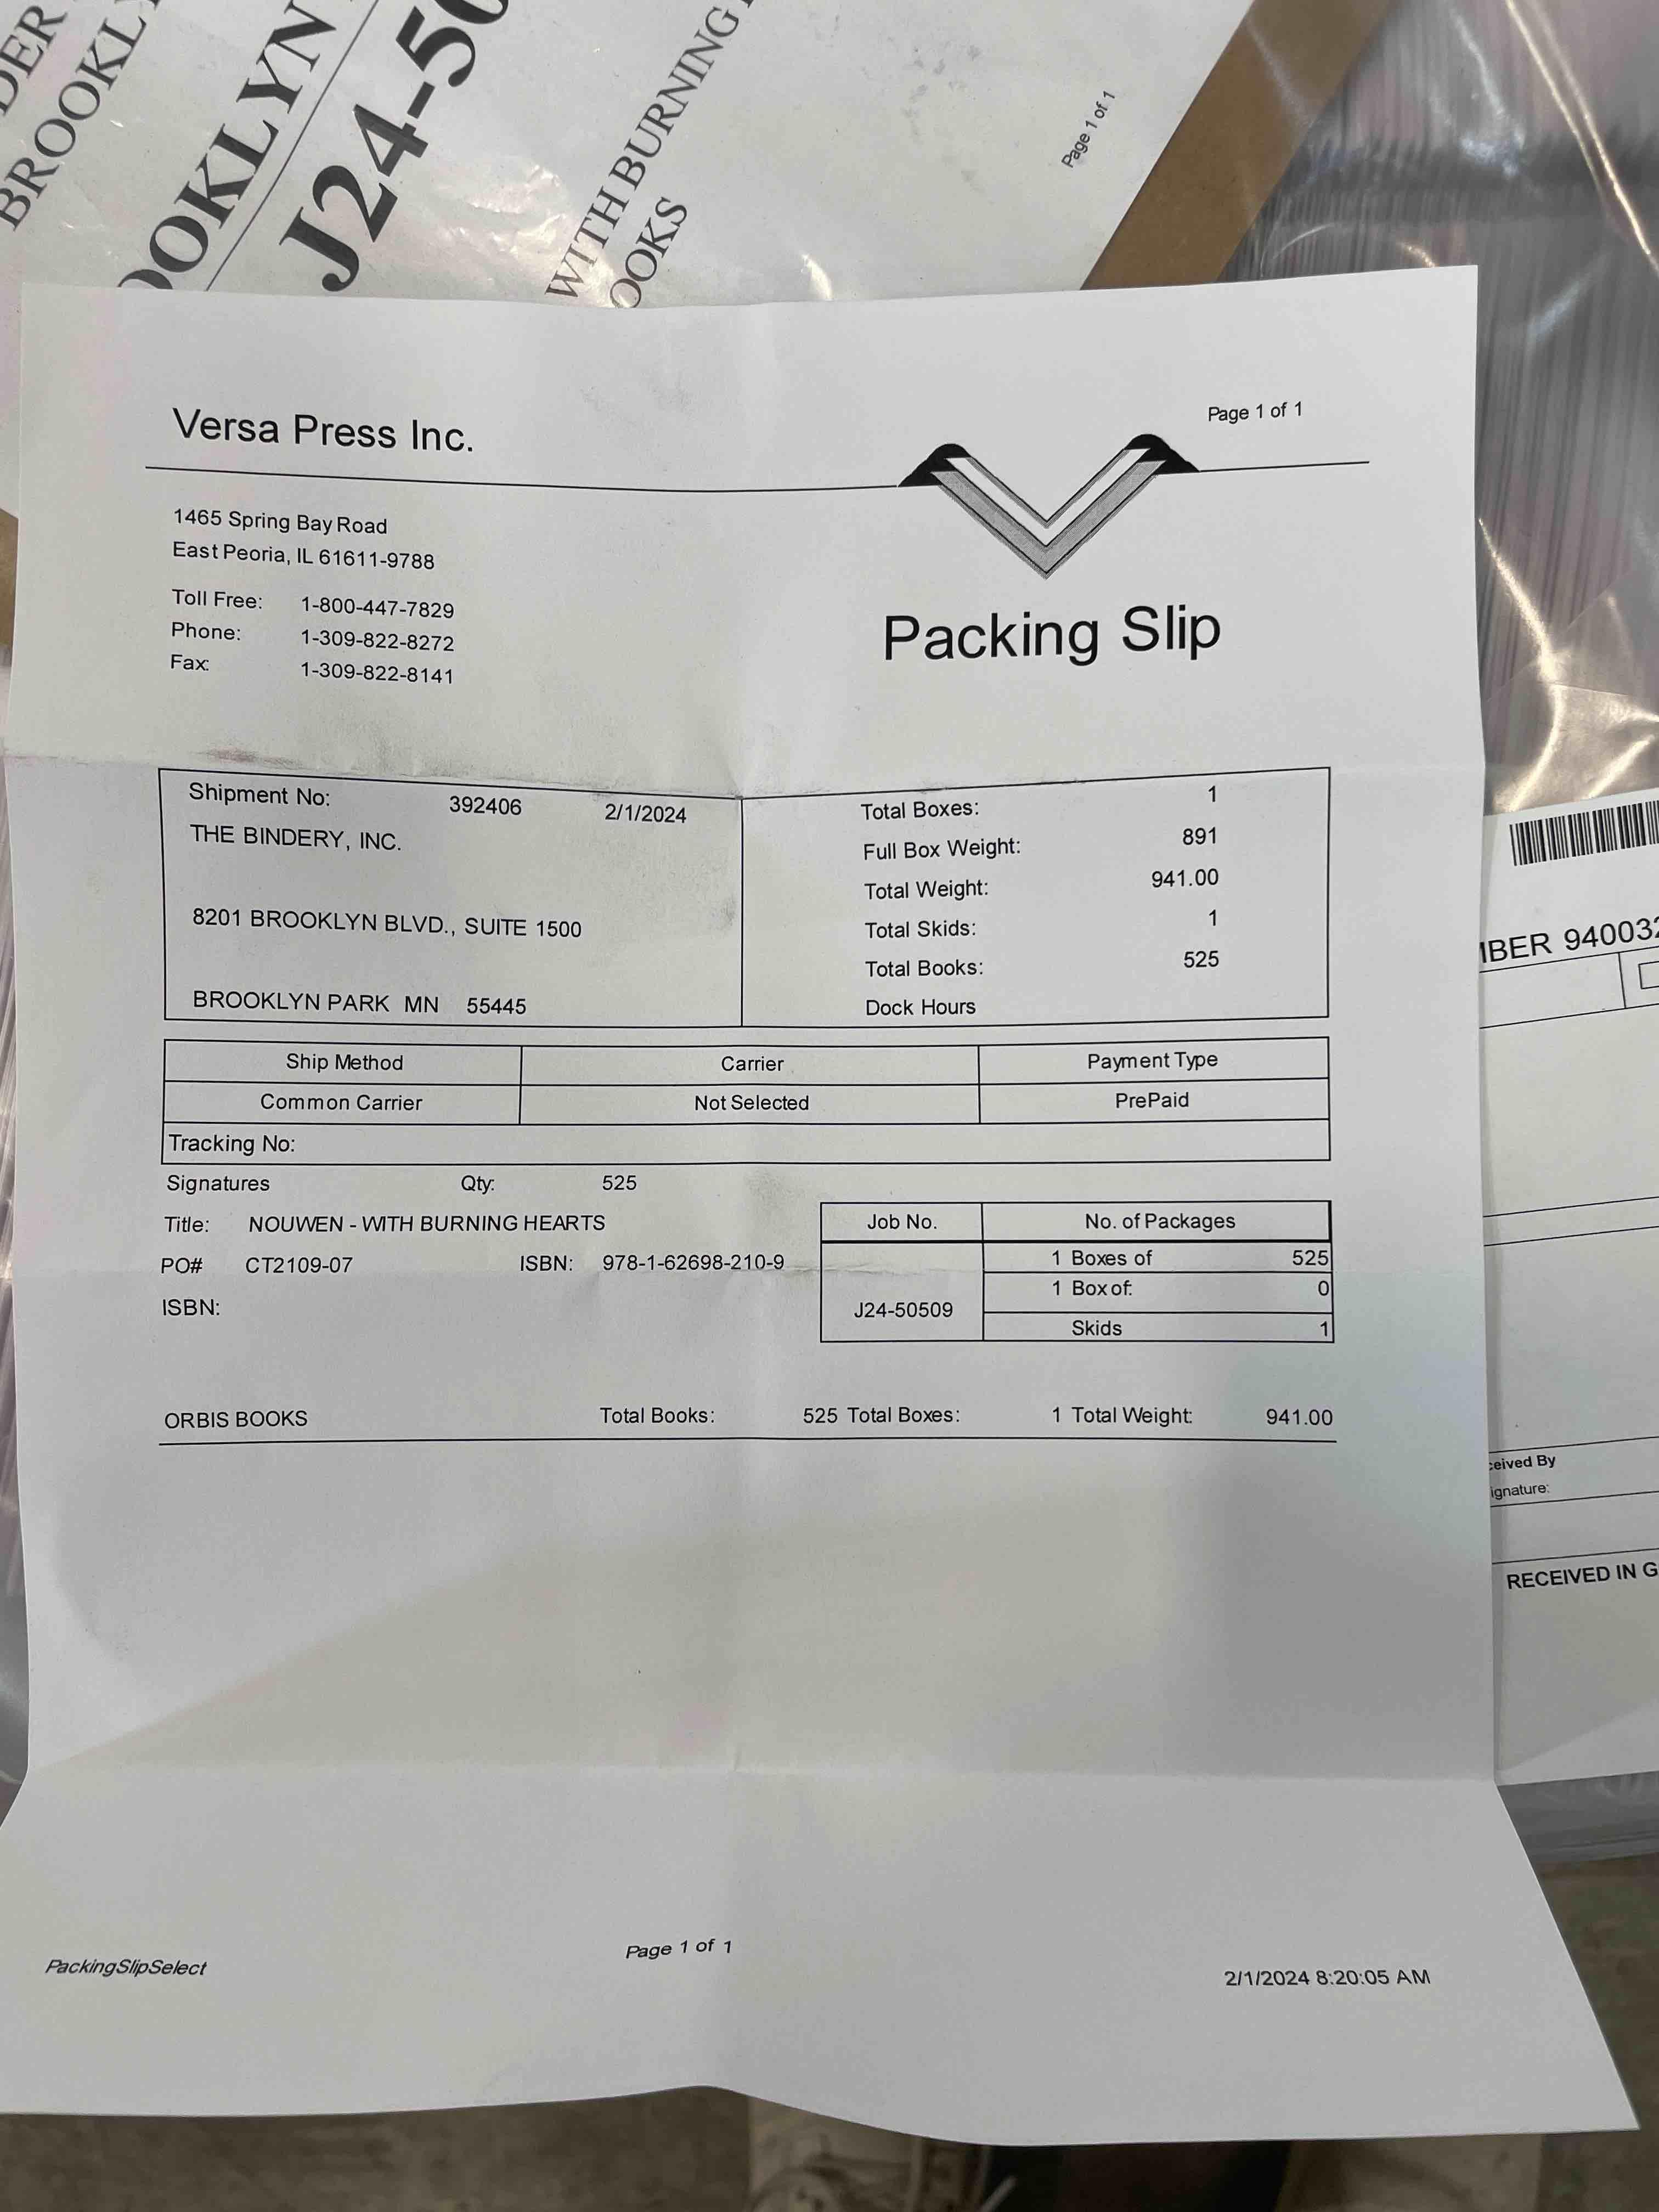 BROOKLYN
J24-50
WITH BURNING
Page 1 of 1
Versa Press Inc.
Page 1 of 1
1465 Spring Bay Road
East Peoria, IL 61611-9788
Toll Free: 1-800-447-7829
Phone: 1-309-822-8272
Fax: 1-309-822-8141
Packing Slip
Shipment No: 392406 2/1/2024
THE BINDERY, INC.
8201 BROOKLYN BLVD., SUITE 1500
BROOKLYN PARK MN 55445
Total Boxes: 1
Full Box Weight: 891
Total Weight: 941.00
Total Skids: 1
Total Books: 525
Dock Hours
Ship Method Carrier Payment Type
Common Carrier Not Selected PrePaid
Tracking No:
Signatures Qty: 525
Title: NOUWEN - WITH BURNING HEARTS
PO# CT2109-07 ISBN: 978-1-62698-210-9
ISBN:
Job No. No. of Packages
J24-50509
1 Boxes of 525
1 Box of: 0
Skids 1
ORBIS BOOKS Total Books: 525 Total Boxes: 1 Total Weight: 941.00
PackingSlipSelect Page 1 of 1 2/1/2024 8:20:05 AM
MBER 940032
ceived By
ignature:
RECEIVED IN G